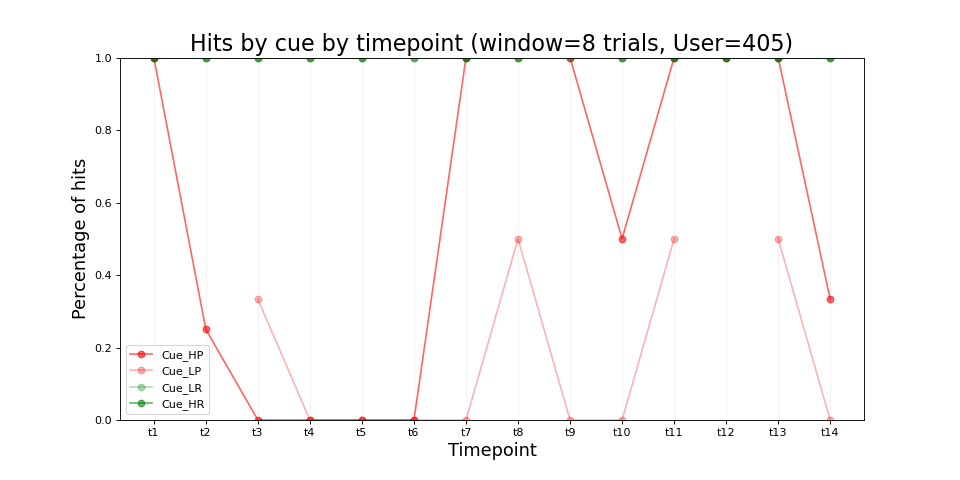 Hits by cue by timepoint (window=8 trials, User=405)
Percentage of hits
1.0
0.8
0.6
0.4
0.2
0.0
Cue_HP
Cue_LP
Cue_LR
Cue_HR
t1 t2 t3 t4 t5 t6 t7 t8 t9 t10 t11 t12 t13 t14
Timepoint